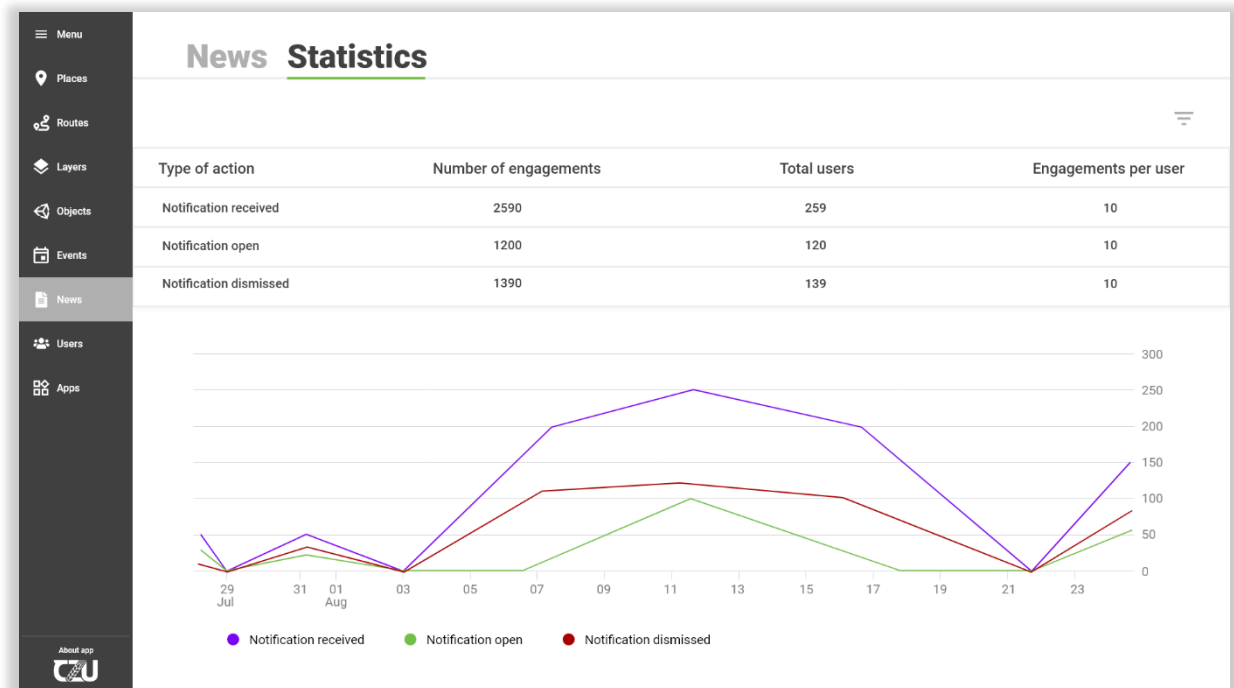 Menu
Places
Routes
Layers
Objects
Events
News
Users
Apps
About app
CZU
News Statistics
Type of action Number of engagements Total users Engagements per user
Notification received 2590 259 10
Notification open 1200 120 10
Notification dismissed 1390 139 10
300
250
200
150
100
50
0
29 31 01 03 05 07 09 11 13 15 17 19 21 23
Jul Aug
Notification received Notification open Notification dismissed